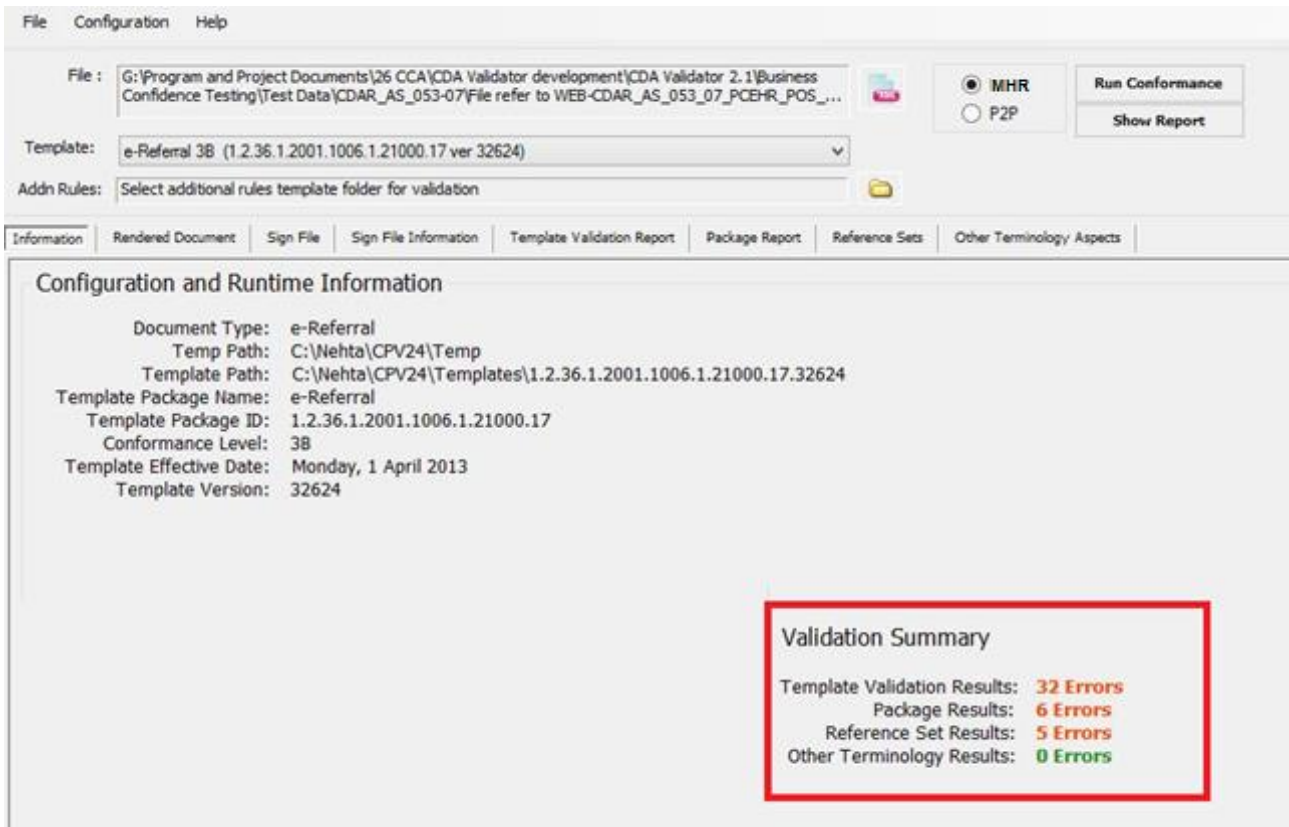 File Configuration Help
File : G:\Program and Project Documents\26 CCA\CDA Validator development\CDA Validator 2.1\Business
Confidence Testing\Test Data\CDAR_AS_053-07\File refer to WEB-CDAR_AS_053_07_PCEHR_POS_...
MHR
P2P
Run Conformance
Show Report
Template: e-Referral 3B (1.2.36.1.2001.1006.1.21000.17 ver 32624)
Addn Rules: Select additional rules template folder for validation
Information Rendered Document Sign File Sign File Information Template Validation Report Package Report Reference Sets Other Terminology Aspects
Configuration and Runtime Information
Document Type: e-Referral
Temp Path: C:\Nehta\CPV24\Temp
Template Path: C:\Nehta\CPV24\Templates\1.2.36.1.2001.1006.1.21000.17.32624
Template Package Name: e-Referral
Template Package ID: 1.2.36.1.2001.1006.1.21000.17
Conformance Level: 3B
Template Effective Date: Monday, 1 April 2013
Template Version: 32624
Validation Summary
Template Validation Results: 32 Errors
Package Results: 6 Errors
Reference Set Results: 5 Errors
Other Terminology Results: 0 Errors